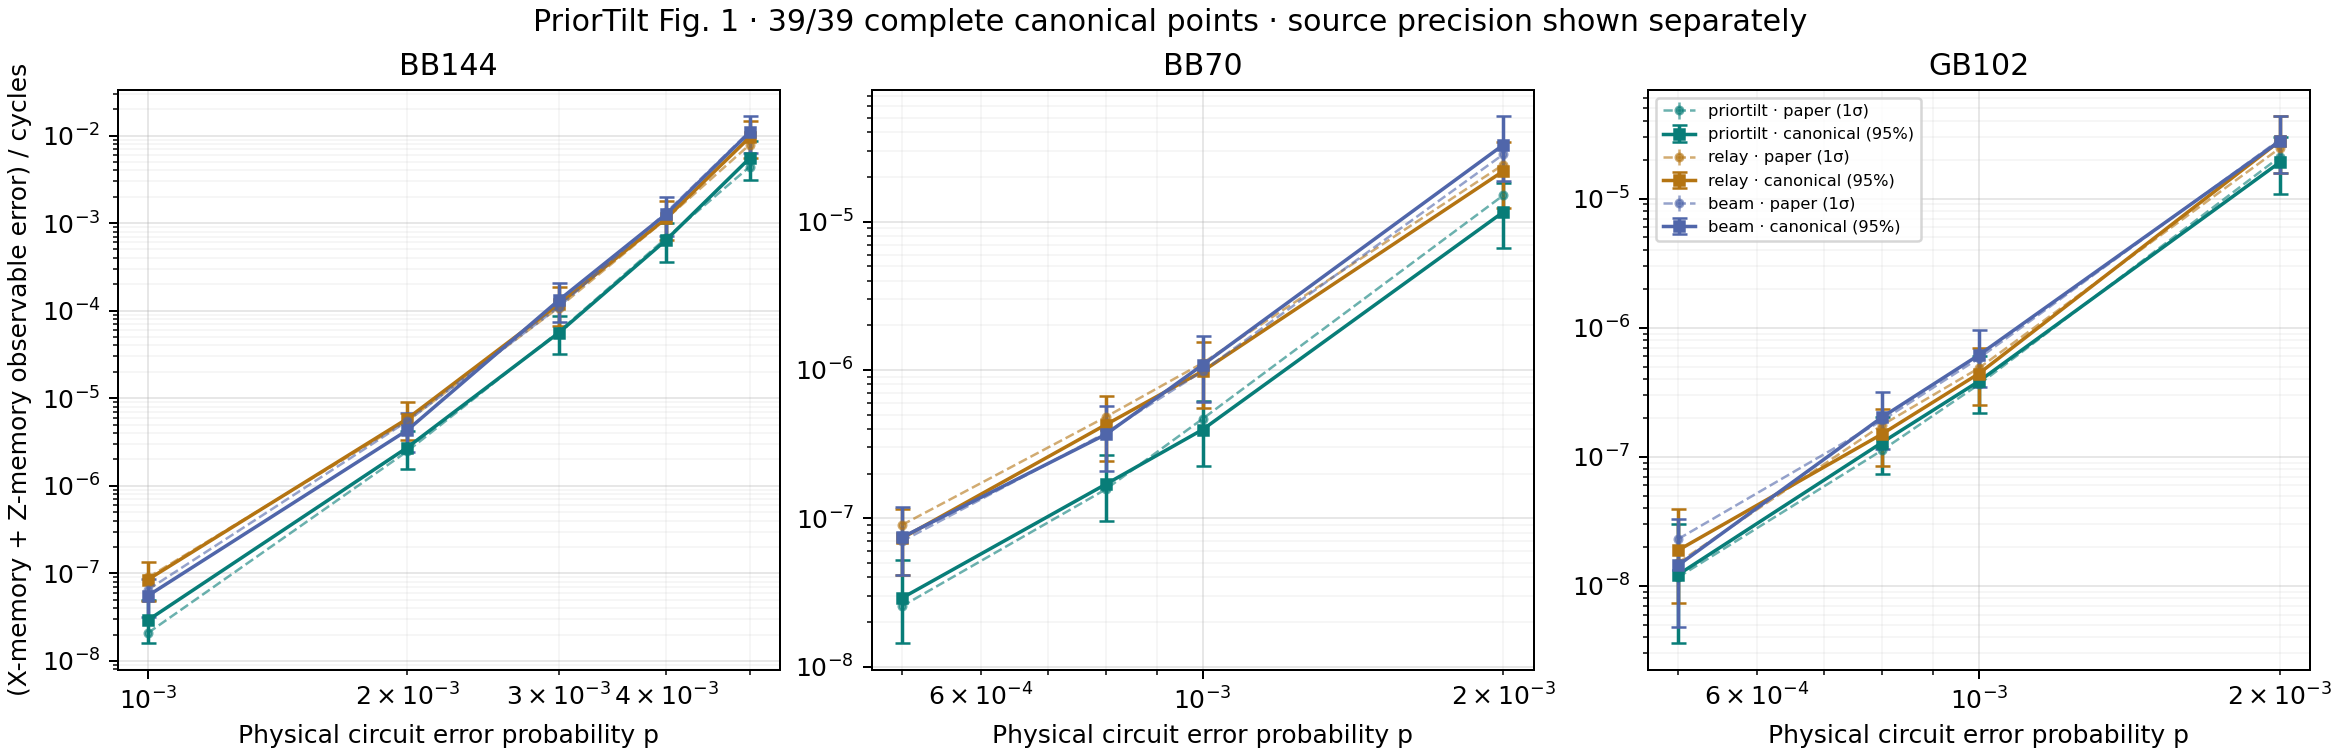 PriorTilt Fig. 1 · 39/39 complete canonical points · source precision shown separately
BB144
(X-memory + Z-memory observable error) / cycles
10⁻²
10⁻³
10⁻⁴
10⁻⁵
10⁻⁶
10⁻⁷
10⁻⁸
10⁻³
2 × 10⁻³
3 × 10⁻³
4 × 10⁻³
Physical circuit error probability p
BB70
10⁻⁵
10⁻⁶
10⁻⁷
10⁻⁸
6 × 10⁻⁴
10⁻³
2 × 10⁻³
Physical circuit error probability p
GB102
priortilt · paper (1σ)
priortilt · canonical (95%)
relay · paper (1σ)
relay · canonical (95%)
beam · paper (1σ)
beam · canonical (95%)
10⁻⁵
10⁻⁶
10⁻⁷
10⁻⁸
6 × 10⁻⁴
10⁻³
2 × 10⁻³
Physical circuit error probability p